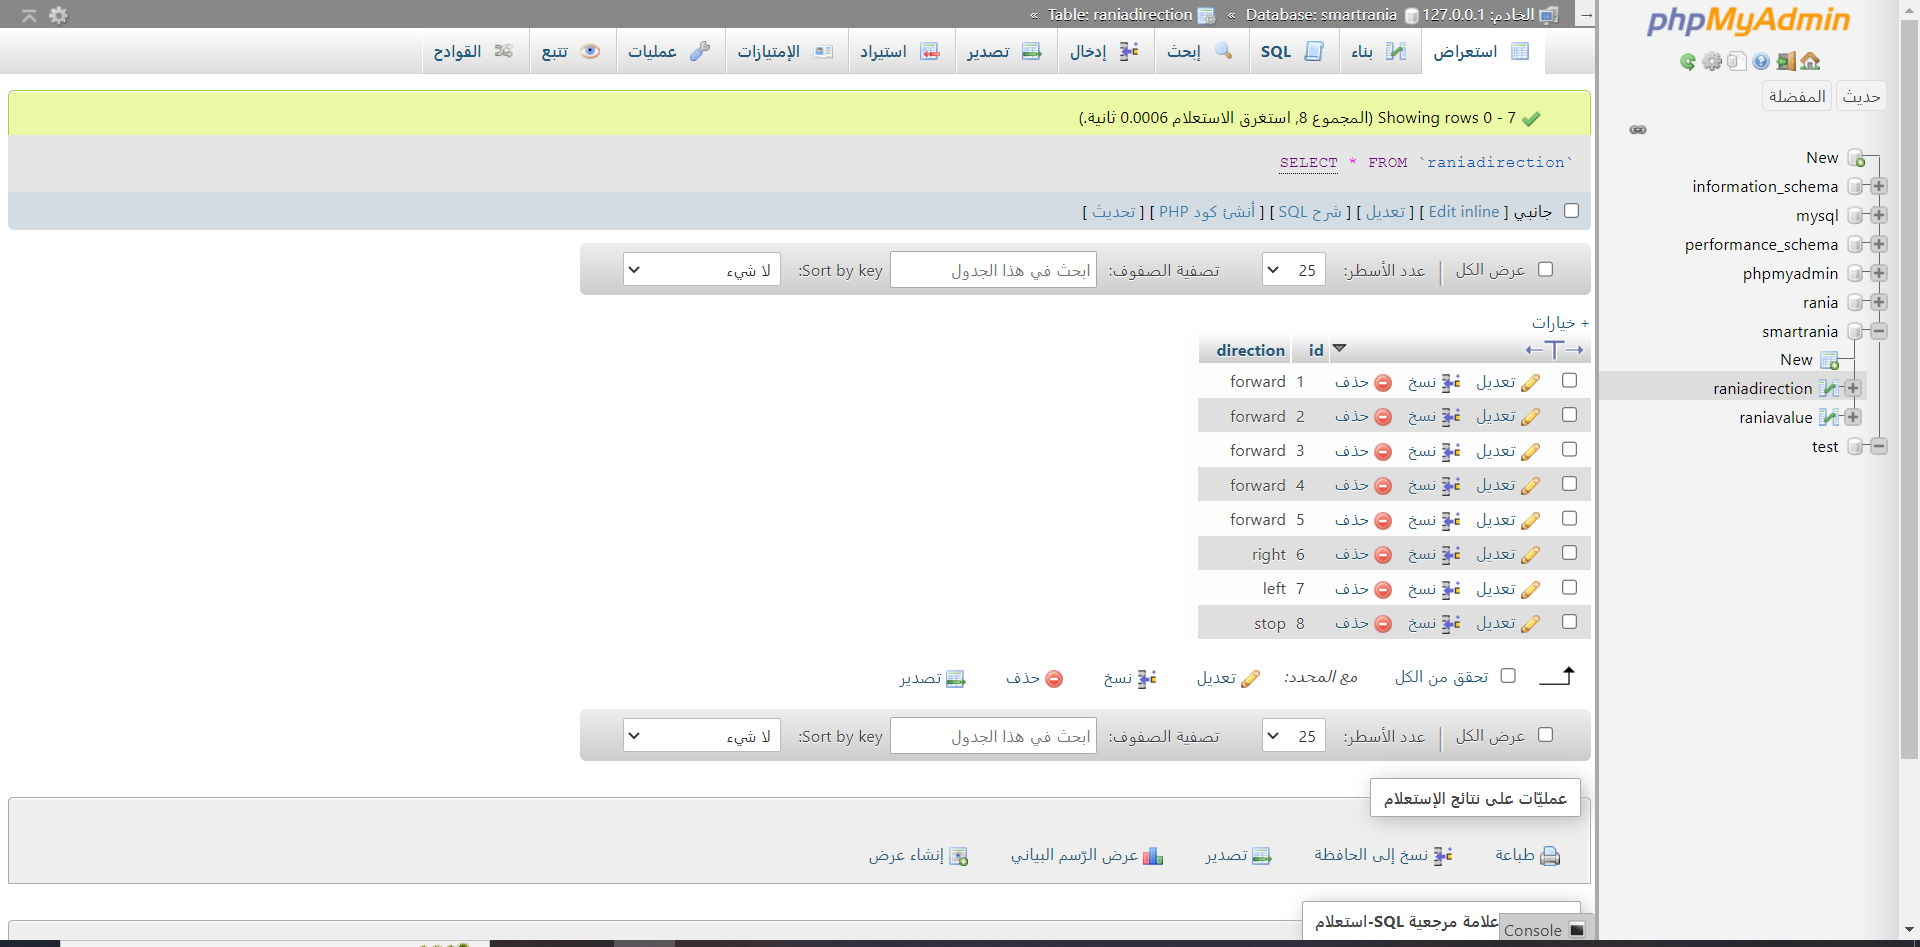 الخادم: 127.0.0.1 » Database: smartrania » Table: raniadirection »
استعراض بناء SQL إبحث إدخال تصدير استيراد الإمتيازات عمليات تتبع القوادح
Showing rows 0 - 7 (المجموع 8, استغرق الاستعلام 0.0006 ثانية.)
SELECT * FROM `raniadirection`
جانبي [ Edit inline ] [ تعديل ] [ شرح SQL ] [ أنشئ كود PHP ] [ تحديث ]
عرض الكل | عدد الأسطر: 25 تصفية الصفوف: ابحث في هذا الجدول Sort by key: لا شيء
+ خيارات
←T→ id direction
تعديل نسخ حذف 1 forward
تعديل نسخ حذف 2 forward
تعديل نسخ حذف 3 forward
تعديل نسخ حذف 4 forward
تعديل نسخ حذف 5 forward
تعديل نسخ حذف 6 right
تعديل نسخ حذف 7 left
تعديل نسخ حذف 8 stop
تحقق من الكل مع المحدد: تعديل نسخ حذف تصدير
عرض الكل | عدد الأسطر: 25 تصفية الصفوف: ابحث في هذا الجدول Sort by key: لا شيء
عمليّات على نتائج الإستعلام
طباعة نسخ إلى الحافظة تصدير عرض الرّسم البياني إنشاء عرض
علامة مرجعية SQL-استعلام
Console
phpMyAdmin
حديث المفضلة
New
information_schema
mysql
performance_schema
phpmyadmin
rania
smartrania
New
raniadirection
raniavalue
test